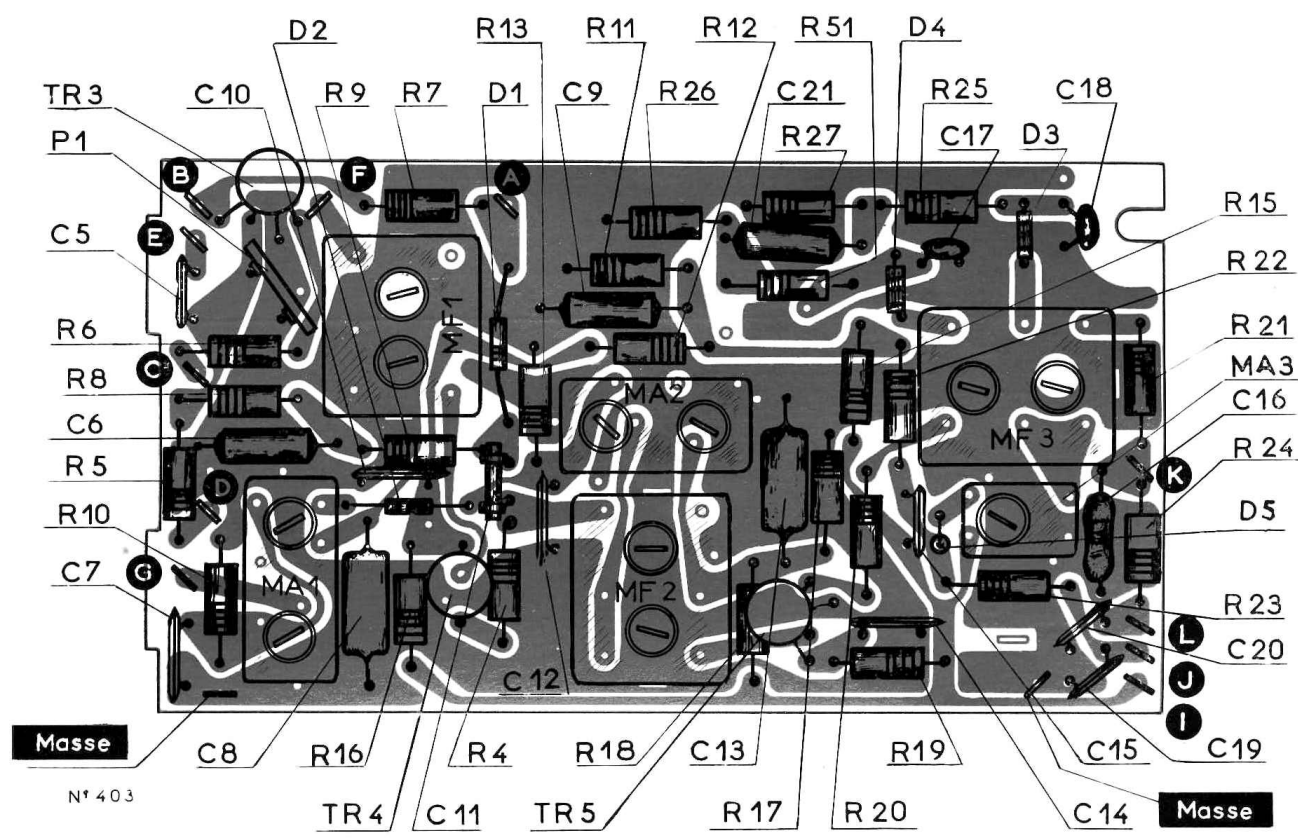 D2
R13
R11
R12
R51
D4
TR3
C10
R9
R7
D1
C9
R26
C21
R25
C18
P1
R27
C17
D3
B
F
A
R15
C5
E
R22
MF1
R6
R21
C
MA3
R8
MA2
C16
C6
MF3
R24
R5
K
D
D5
R10
G
MA1
MF2
C7
R23
L
C20
C12
J
I
Masse
C8
R16
R4
R18
C13
R19
C15
C19
N° 403
TR4
C11
TR5
R17
R20
C14
Masse